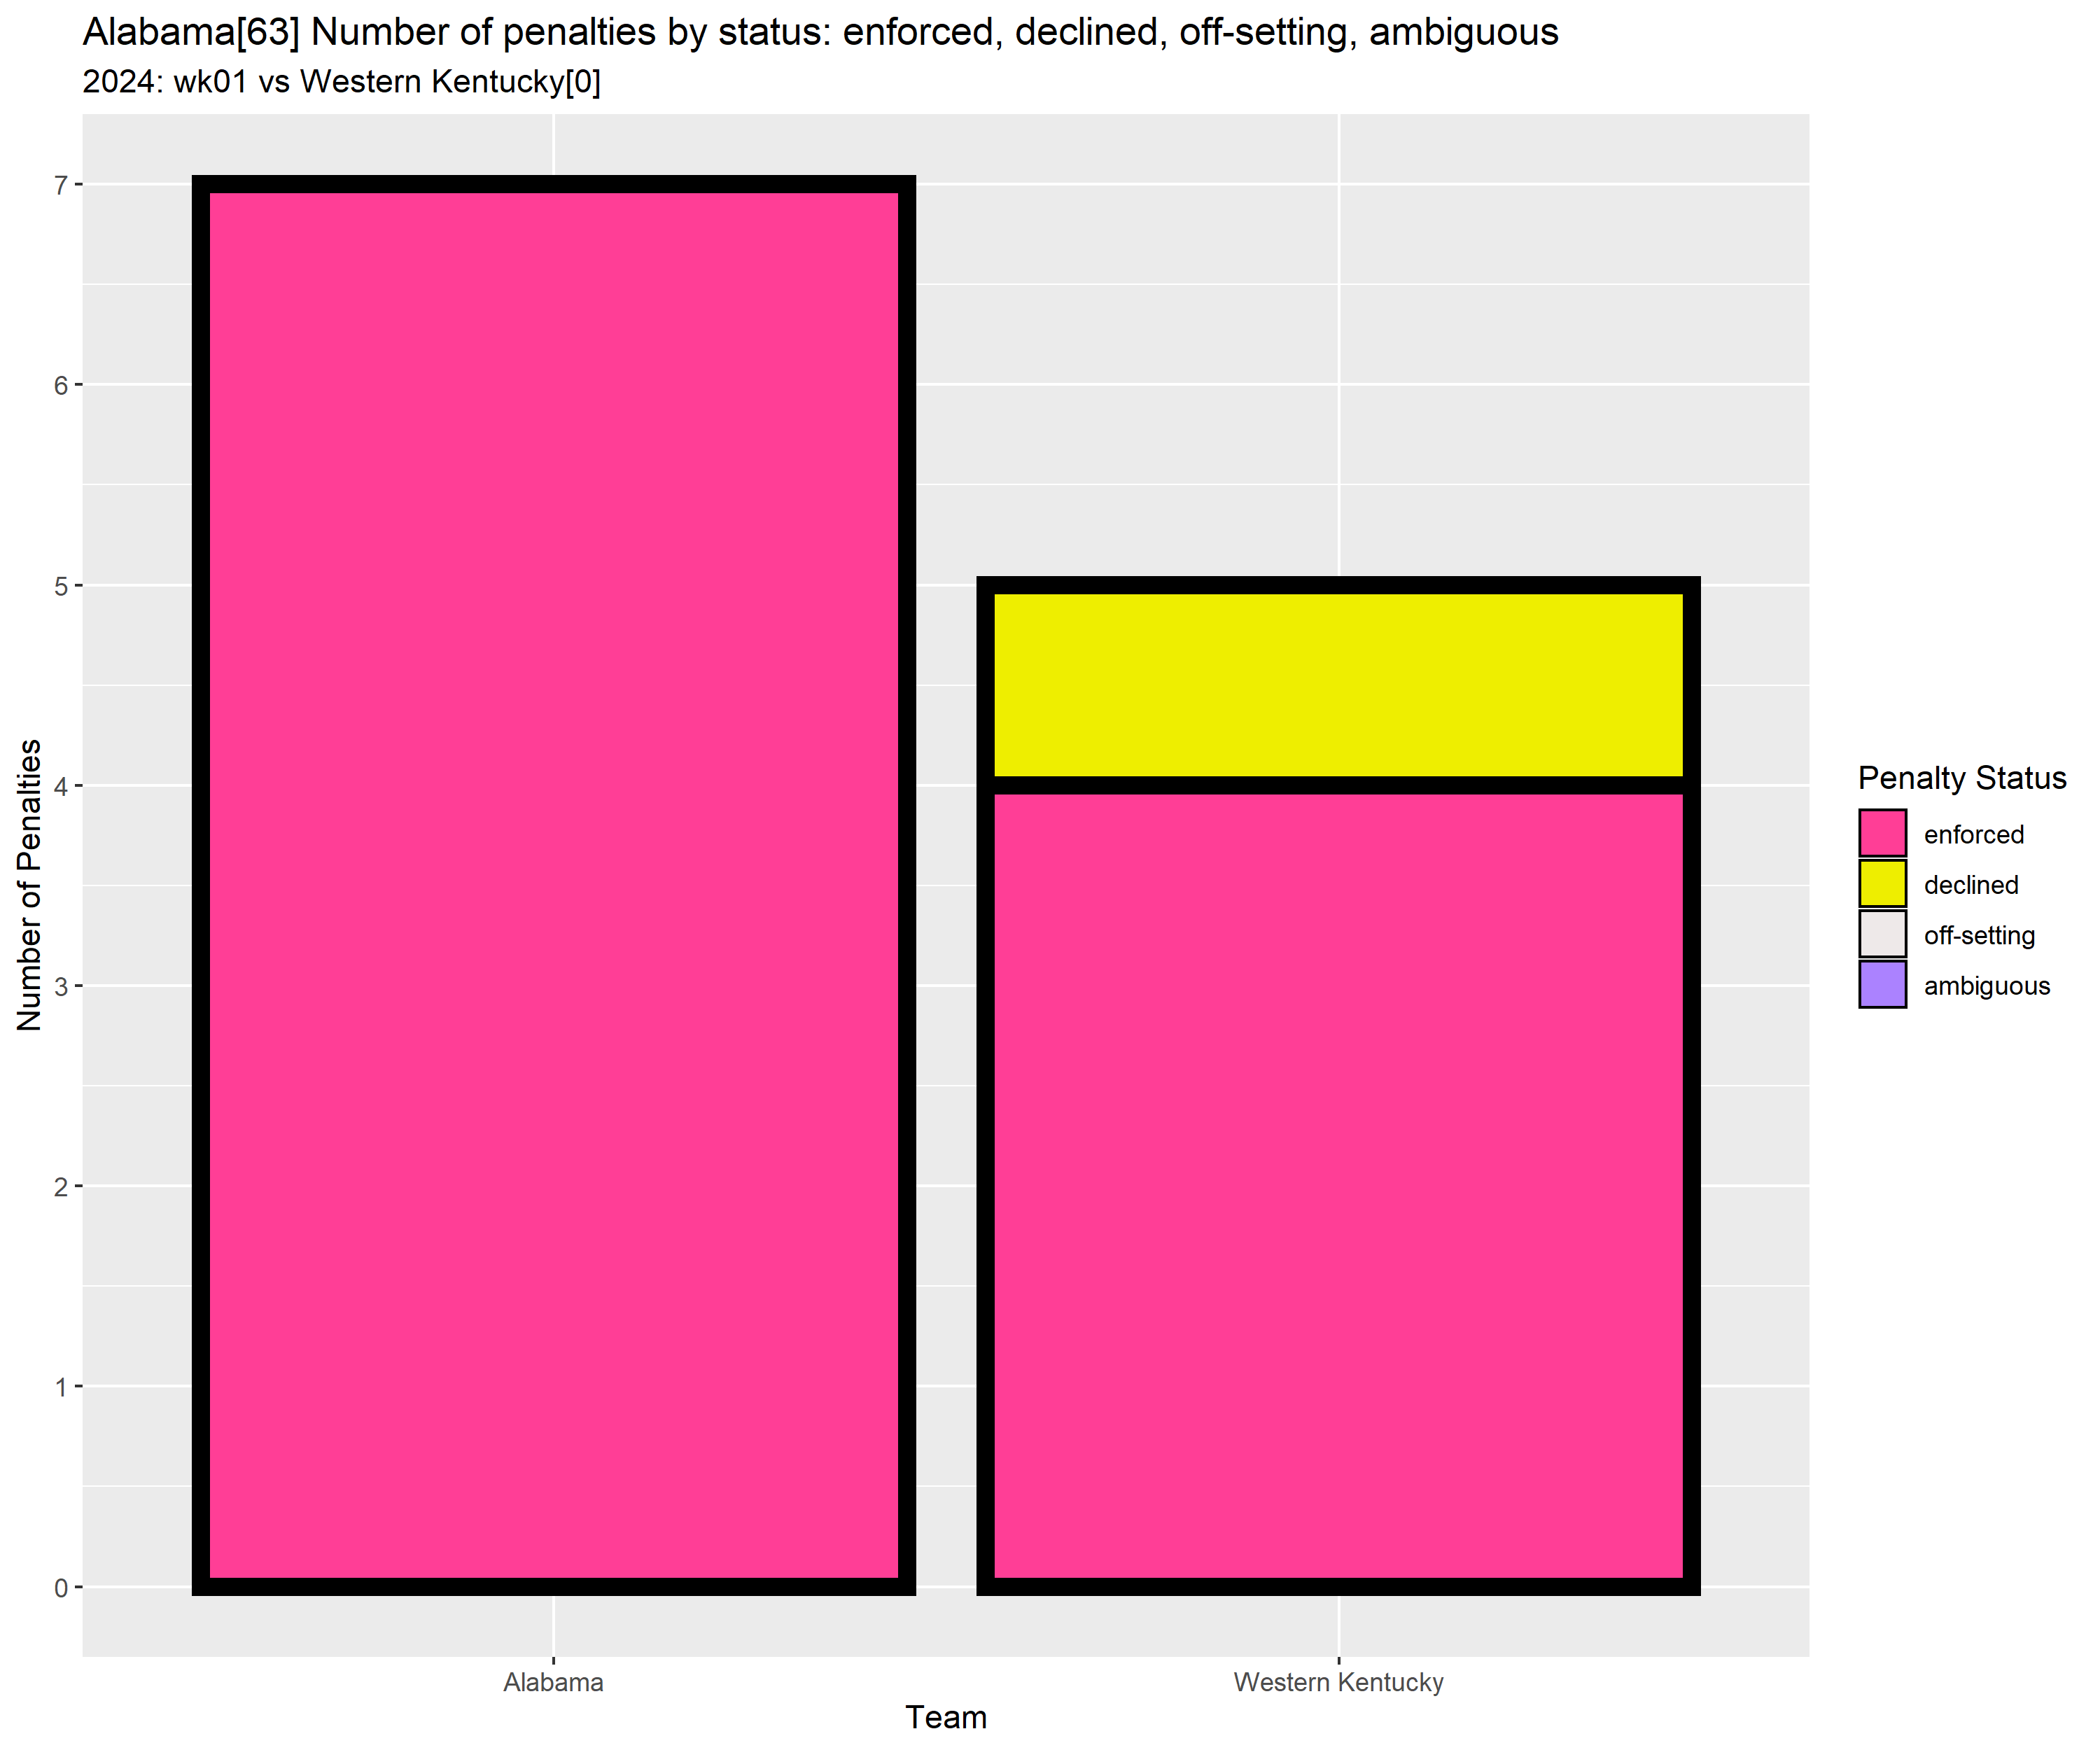 Alabama[63] Number of penalties by status: enforced, declined, off-setting, ambiguous
2024: wk01 vs Western Kentucky[0]
Number of Penalties
7
6
5
4
3
2
1
0
Alabama
Western Kentucky
Team
Penalty Status
enforced
declined
off-setting
ambiguous